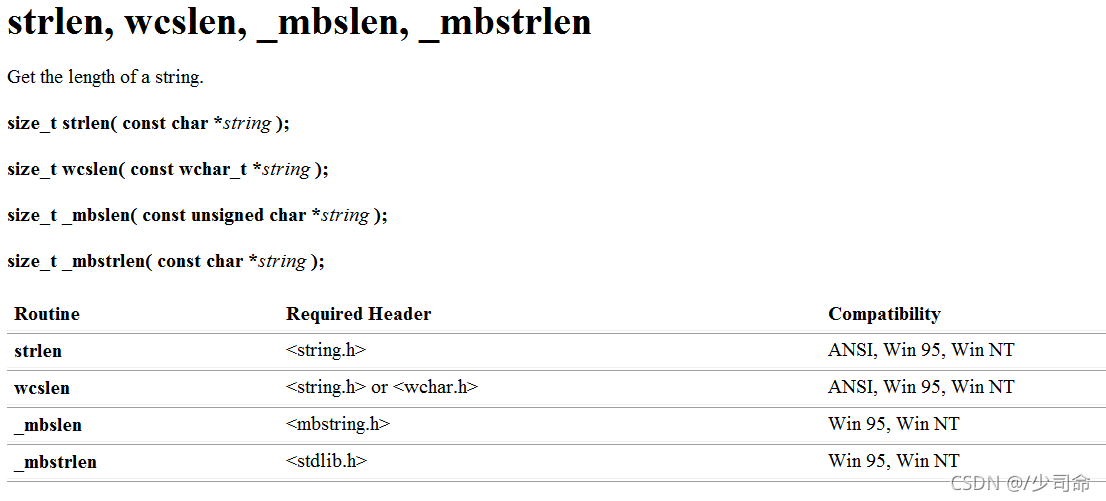 strlen, wcslen, _mbslen, _mbstrlen
Get the length of a string.
size_t strlen( const char *string );
size_t wcslen( const wchar_t *string );
size_t _mbslen( const unsigned char *string );
size_t _mbstrlen( const char *string );
Routine Required Header Compatibility
strlen <string.h> ANSI, Win 95, Win NT
wcslen <string.h> or <wchar.h> ANSI, Win 95, Win NT
_mbslen <mbstring.h> Win 95, Win NT
_mbstrlen <stdlib.h> Win 95, Win NT
CSDN @/少司命